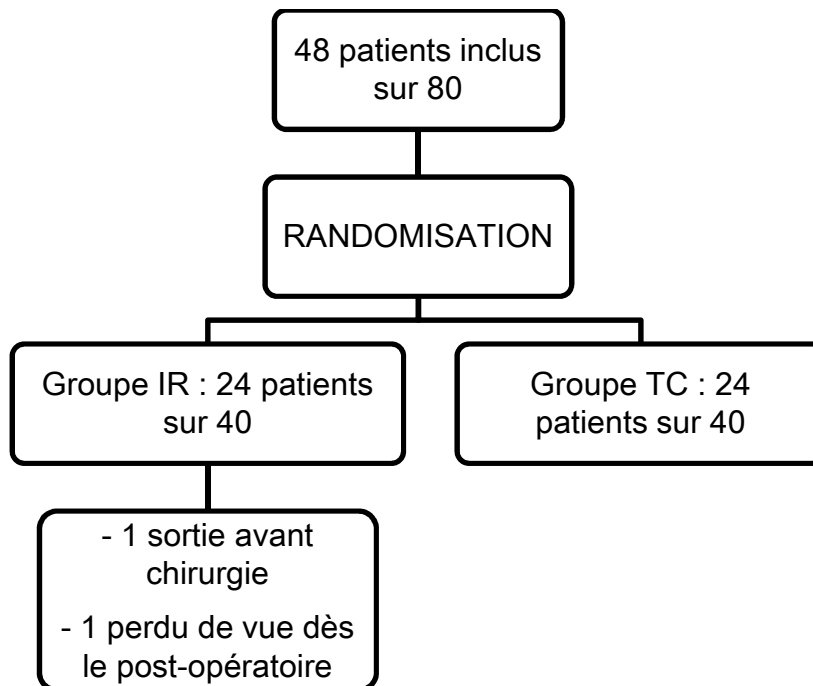 48 patients inclus
sur 80
RANDOMISATION
Groupe IR : 24 patients
sur 40
Groupe TC : 24
patients sur 40
- 1 sortie avant
chirurgie
- 1 perdu de vue dès
le post-opératoire